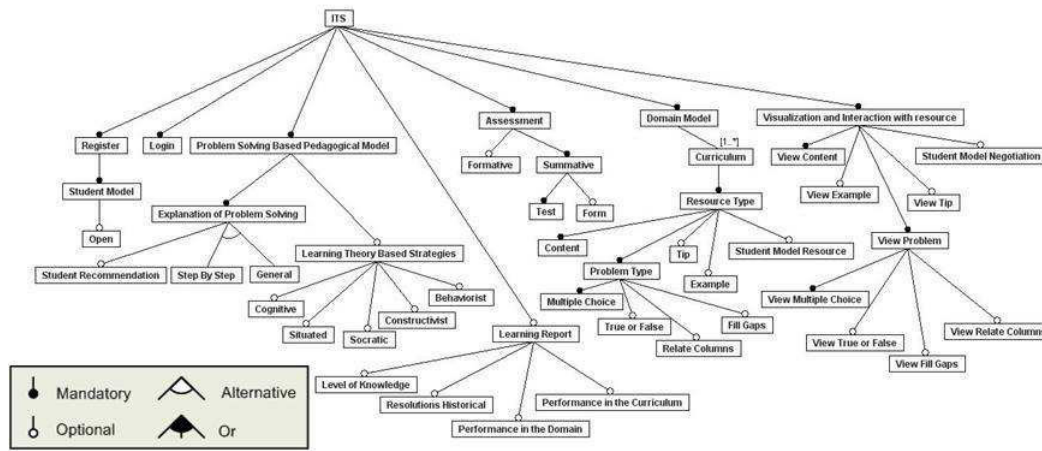 ITS
Register
Login
Problem Solving Based Pedagogical Model
Assessment
Domain Model
Visualization and Interaction with resource
Student Model
Open
Explanation of Problem Solving
Student Recommendation
Step By Step
General
Learning Theory Based Strategies
Cognitive
Situated
Socratic
Constructivist
Behaviorist
Learning Report
Level of Knowledge
Resolutions Historical
Performance in the Domain
Performance in the Curriculum
Formative
Summative
Test
Form
[1..*]
Curriculum
Resource Type
Content
Problem Type
Tip
Example
Student Model Resource
Multiple Choice
True or False
Relate Columns
Fill Gaps
View Content
View Example
View Problem
View Tip
Student Model Negotiation
View Multiple Choice
View True or False
View Fill Gaps
View Relate Columns
Mandatory
Alternative
Optional
Or